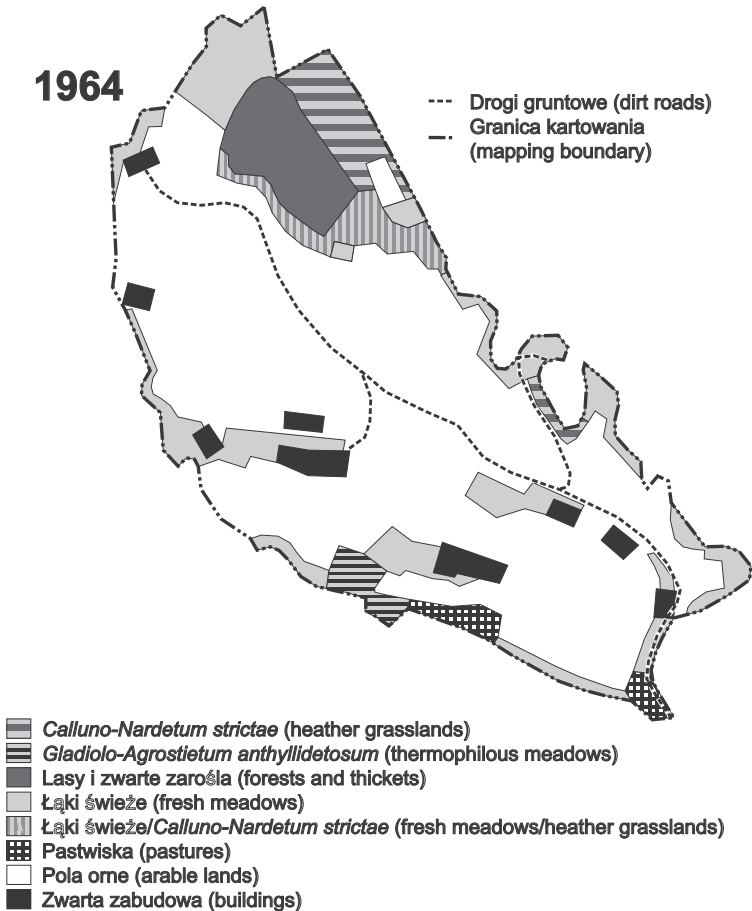 1964
Drogi gruntowe (dirt roads)
Granica kartowania
(mapping boundary)
Calluno-Nardetum strictae (heather grasslands)
Gladiolo-Agrostietum anthyllidetosum (thermophilous meadows)
Lasy i zwarte zarośla (forests and thickets)
Łąki świeże (fresh meadows)
Łąki świeże/Calluno-Nardetum strictae (fresh meadows/heather grasslands)
Pastwiska (pastures)
Pola orne (arable lands)
Zwarta zabudowa (buildings)